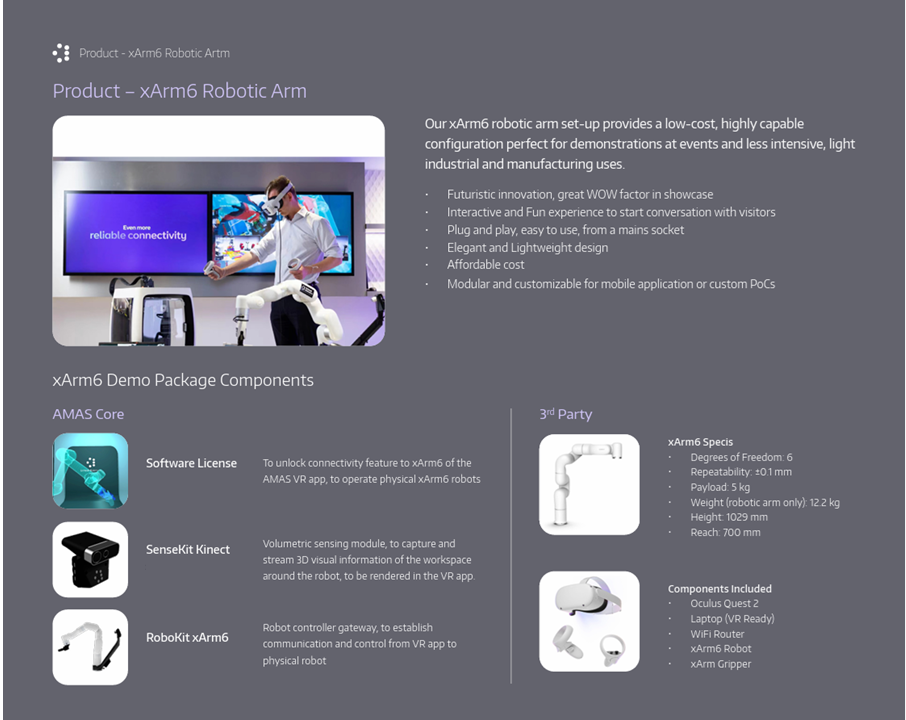 Product - xArm6 Robotic Artm
Product – xArm6 Robotic Arm
Even more
reliable connectivity
Our xArm6 robotic arm set-up provides a low-cost, highly capable
configuration perfect for demonstrations at events and less intensive, light
industrial and manufacturing uses.
· Futuristic innovation, great WOW factor in showcase
· Interactive and Fun experience to start conversation with visitors
· Plug and play, easy to use, from a mains socket
· Elegant and Lightweight design
· Affordable cost
· Modular and customizable for mobile application or custom PoCs
xArm6 Demo Package Components
AMAS Core
Software License
To unlock connectivity feature to xArm6 of the
AMAS VR app, to operate physical xArm6 robots
SenseKit Kinect
Volumetric sensing module, to capture and
stream 3D visual information of the workspace
around the robot, to be rendered in the VR app.
RoboKit xArm6
Robot controller gateway, to establish
communication and control from VR app to
physical robot
3rd Party
xArm6 Specis
· Degrees of Freedom: 6
· Repeatability: ±0.1 mm
· Payload: 5 kg
· Weight (robotic arm only): 12.2 kg
· Height: 1029 mm
· Reach: 700 mm
Components Included
· Oculus Quest 2
· Laptop (VR Ready)
· WiFi Router
· xArm6 Robot
· xArm Gripper